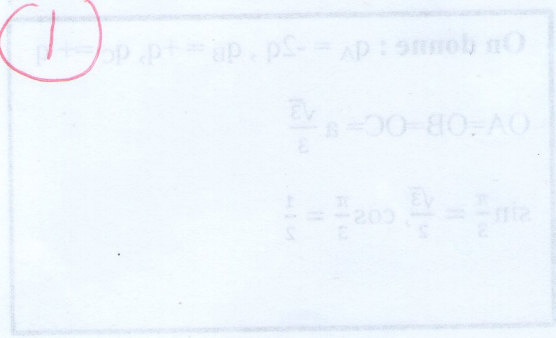 1
On donne : qA = -2q , qB = +q, qC = + q
OA=OB=OC= a √3/3
sin π/3 = √3/2, cos π/3 = 1/2